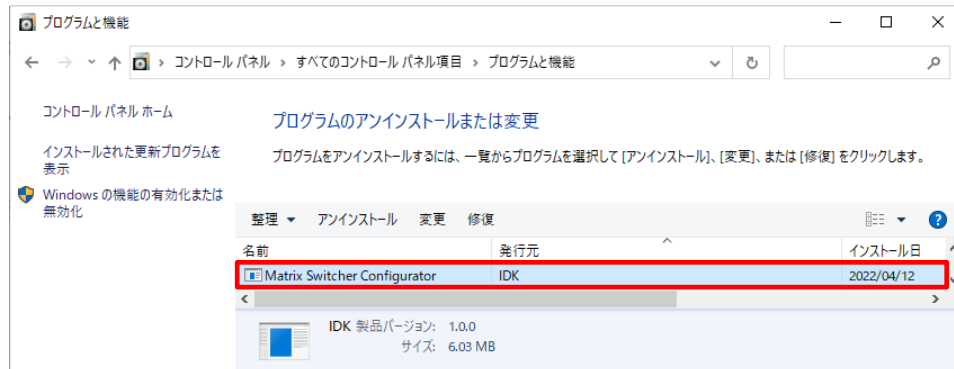 プログラムと機能
コントロール パネル › すべてのコントロール パネル項目 › プログラムと機能
コントロール パネル ホーム
インストールされた更新プログラムを
表示
Windows の機能の有効化または
無効化
プログラムのアンインストールまたは変更
プログラムをアンインストールするには、一覧からプログラムを選択して [アンインストール]、[変更]、または [修復] をクリックします。
整理 アンインストール 変更 修復
名前 発行元 インストール日
Matrix Switcher Configurator IDK 2022/04/12
IDK 製品バージョン: 1.0.0
サイズ: 6.03 MB